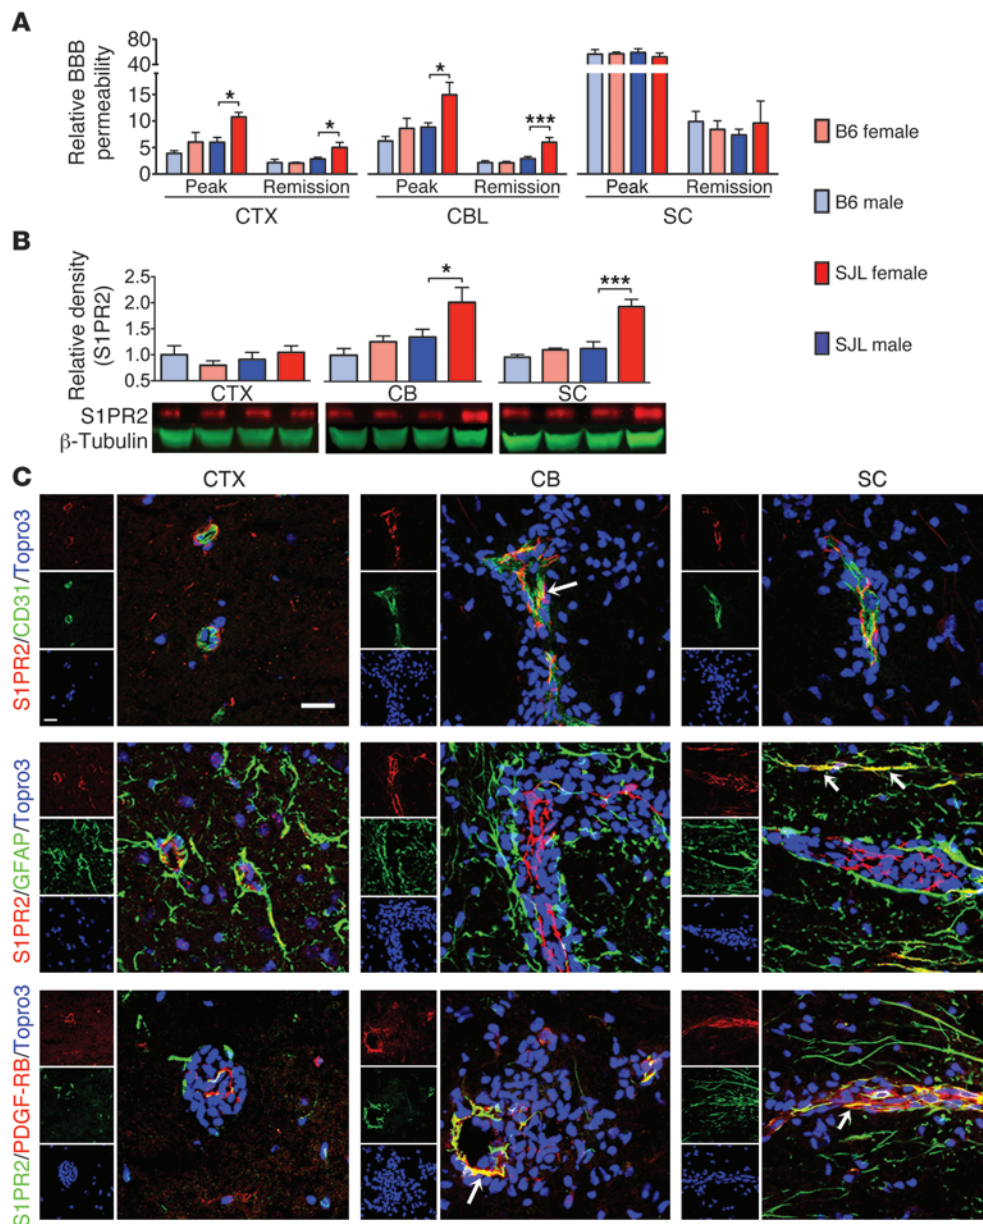 A
Relative BBB
permeability
80
40
15
10
5
0
* * * ***
Peak Remission Peak Remission Peak Remission
CTX CBL SC
B6 female
B6 male
SJL female
SJL male
B
Relative density
(S1PR2)
2.5
2.0
1.5
1.0
0.5
* ***
CTX CB SC
S1PR2
β-Tubulin
C
CTX CB SC
S1PR2/CD31/Topro3
S1PR2/GFAP/Topro3
S1PR2/PDGF-RB/Topro3